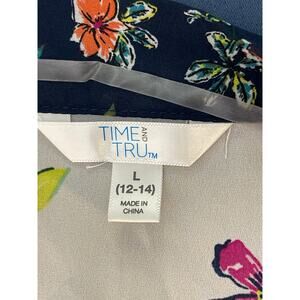 TIME AND
TRU™
L
(12-14)
MADE IN
CHINA